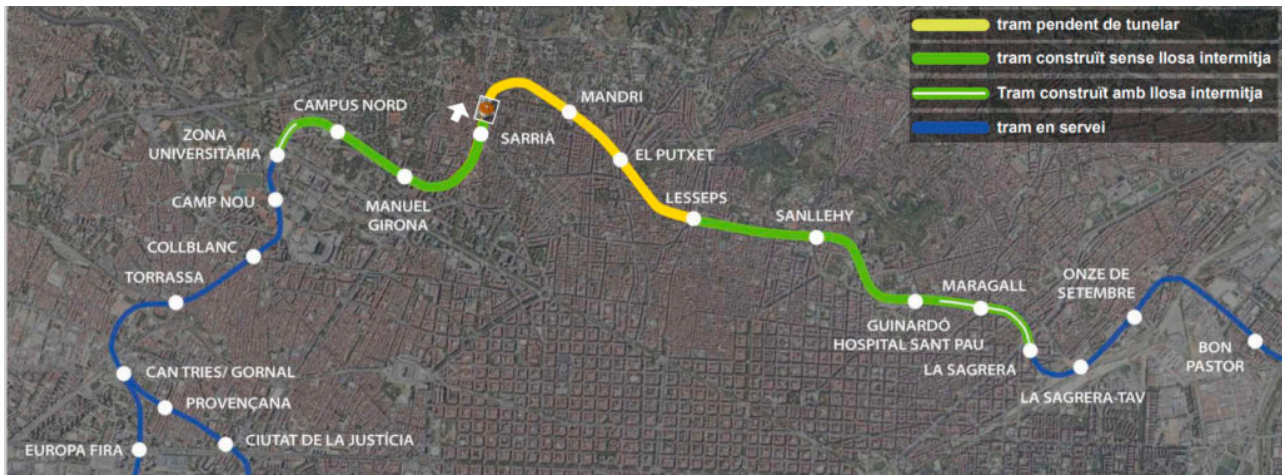 tram pendent de tunelar
tram construït sense llosa intermitja
Tram construït amb llosa intermitja
tram en servei
CAMPUS NORD
ZONA
UNIVERSITÀRIA
CAMP NOU
COLLBLANC
TORRASSA
CAN TRIES/ GORNAL
PROVENÇANA
EUROPA FIRA
CIUTAT DE LA JUSTÍCIA
MANUEL
GIRONA
SARRIÀ
MANDRI
EL PUTXET
LESSEPS
SANLLEHY
GUINARDÓ
HOSPITAL SANT PAU
MARAGALL
LA SAGRERA
LA SAGRERA-TAV
ONZE DE
SETEMBRE
BON
PASTOR